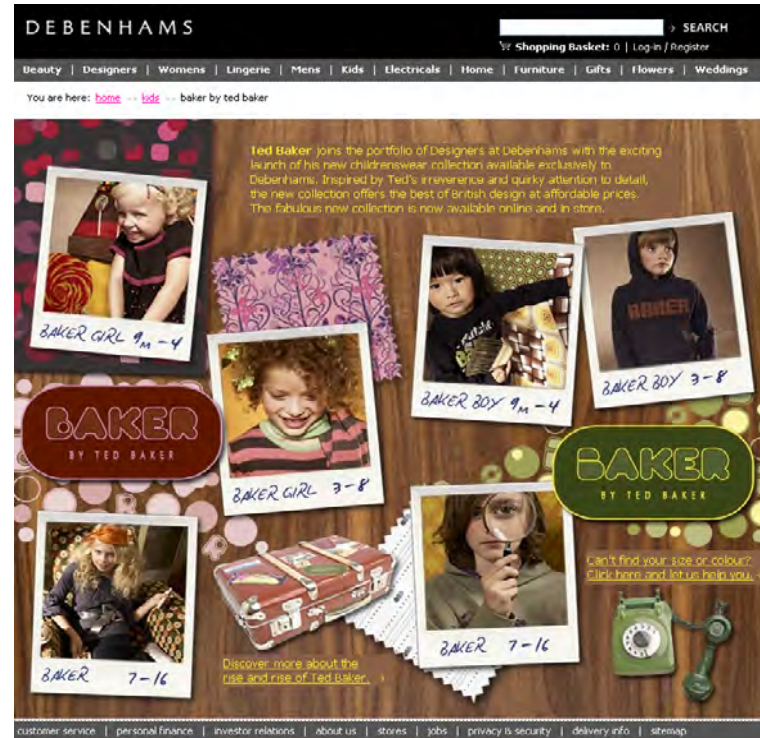 DEBENHAMS
SEARCH
Shopping Basket: 0 | Log-in / Register
Beauty | Designers | Womens | Lingerie | Mens | Kids | Electricals | Home | Furniture | Gifts | Flowers | Weddings
You are here: home >> kids >> baker by ted baker
Ted Baker joins the portfolio of Designers at Debenhams with the exciting
launch of his new childrenswear collection available exclusively to
Debenhams. Inspired by Ted's irreverence and quirky attention to detail,
the new collection offers the best of British design at affordable prices.
The fabulous new collection is now available online and in store.
BAKER GIRL 9M-4
BAKER BOY 9M-4
BAKER BOY 3-8
BAKER
BAKER
BY TED BAKER
BAKER GIRL 3-8
BAKER
BY TED BAKER
Can't find your size or colour?
Click here and let us help you.
BAKER 7-16
BAKER 7-16
Discover more about the
rise and rise of Ted Baker.
customer service | personal finance | investor relations | about us | stores | jobs | privacy & security | delivery info | sitemap